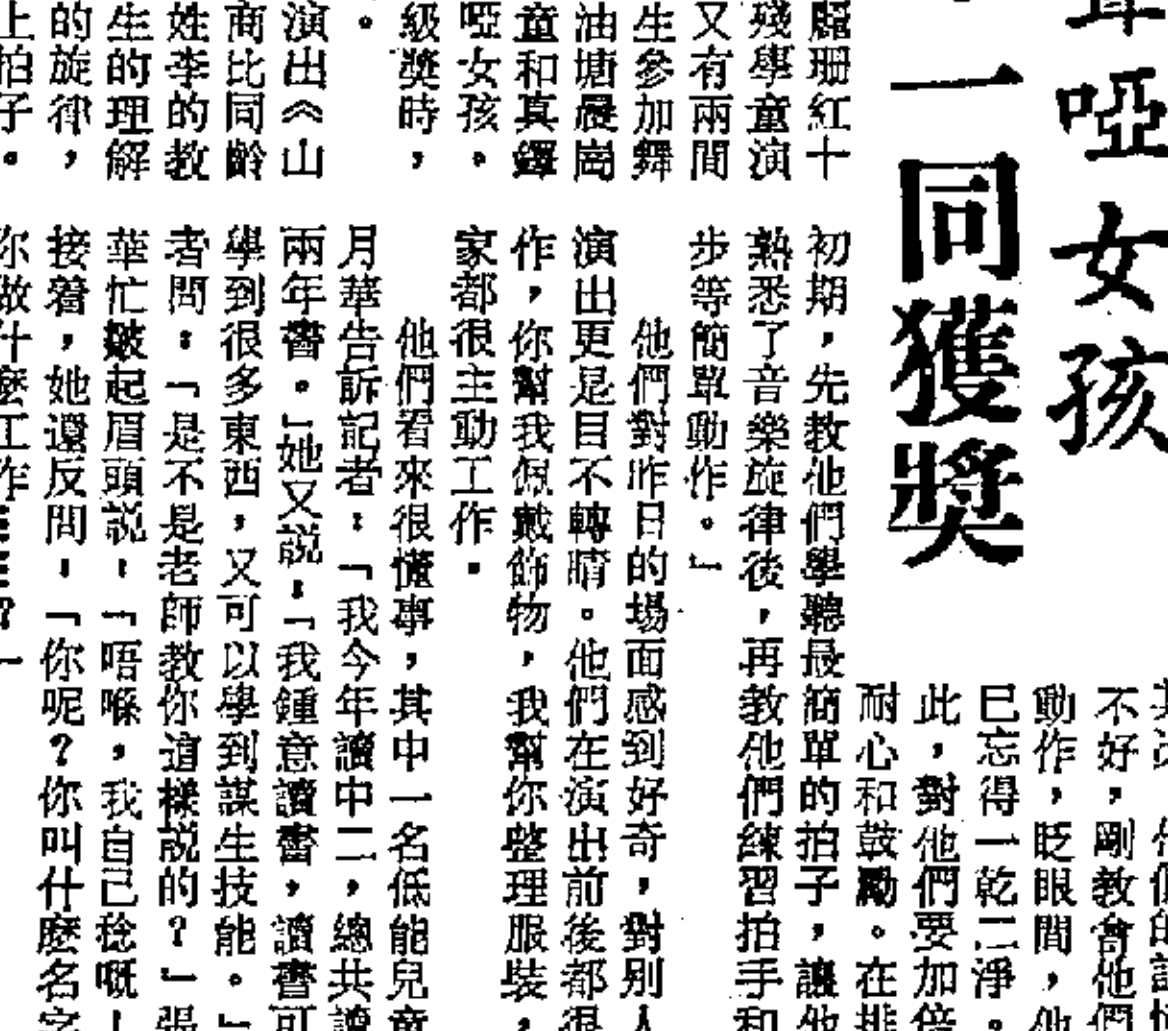 啞女孩
一同獲獎
麗珊紅十
殘學童演
又有兩間
生參加舞
油塘晨崗
童和真鐸
啞女孩。
級獎時，
。
演出《山
商比同齡
姓李的教
生的理解
的旋律，
上拍子。
不好，剛教會他們
動作，眨眼間，他
巳忘得一乾二淨。
此，對他們要加倍
耐心和鼓勵。在排
初期，先教他們學聽最簡單的拍子，讓他
熟悉了音樂旋律後，再教他們練習拍手和
步等簡單動作。」
他們對昨日的場面感到好奇，對別人
演出更是目不轉睛。他們在演出前後都很
作，你幫我佩戴飾物，我幫你整理服裝，
家都很主動工作。
他們看來很懂事，其中一名低能兒童
月華告訴記者：「我今年讀中二，總共讀
兩年書。」她又說：「我鍾意讀書，讀書可
學到很多東西，又可以學到謀生技能。」
者問：「是不是老師教你這樣說的？」張
華忙皺起眉頭說：「唔喺，我自己稔嘅！
接着，她還反問：「你呢？你叫什麼名字
你做什麼工作……？」